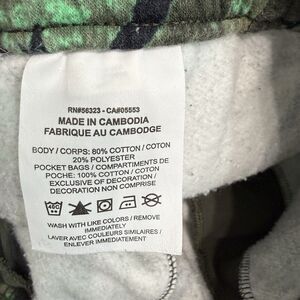 RN#56323 - CA#05553
MADE IN CAMBODIA
FABRIQUE AU CAMBODGE
BODY / CORPS: 80% COTTON / COTON
20% POLYESTER
POCKET BAGS / COMPARTIMENTS DE
POCHE: 100% COTTON / COTON
EXCLUSIVE OF DECORATION /
DECORATION NON COMPRISE
WASH WITH LIKE COLORS / REMOVE
IMMEDIATELY
LAVER AVEC COULEURS SIMILAIRES /
ENLEVER IMMEDIATEMENT